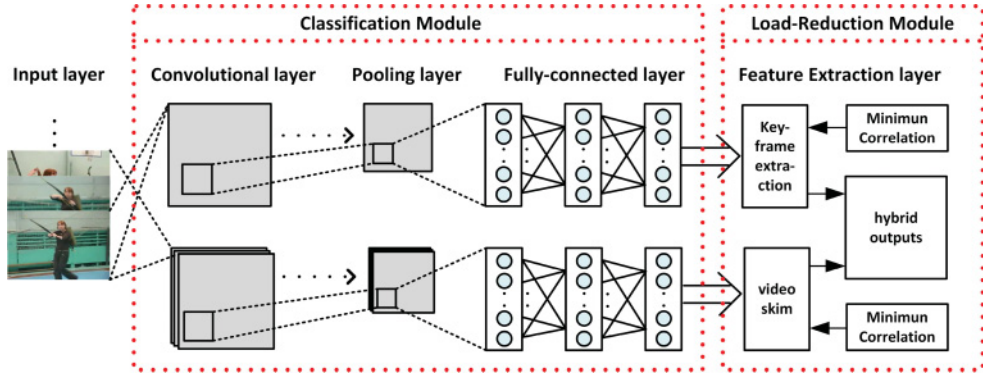 Classification Module
Load-Reduction Module
Input layer
Convolutional layer
Pooling layer
Fully-connected layer
Feature Extraction layer
Key-
frame
extra-
ction
Minimun
Correlation
hybrid
outputs
video
skim
Minimun
Correlation